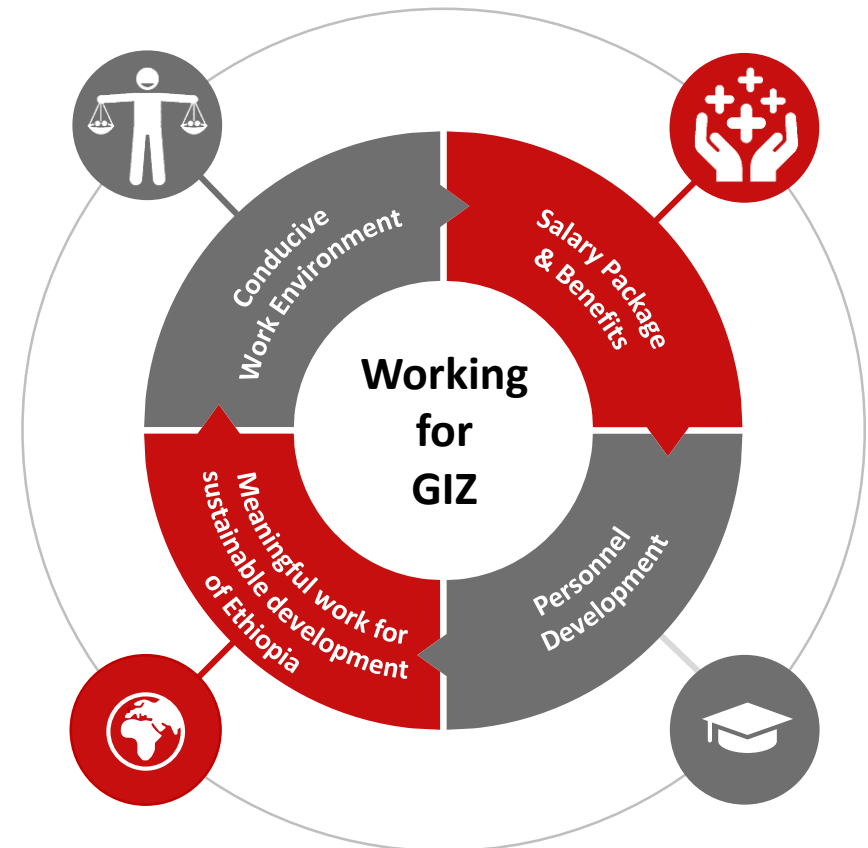 Conducive
Work Environment
Salary Package
& Benefits
Working
for
GIZ
Meaningful work for
sustainable development
of Ethiopia
Personnel
Development